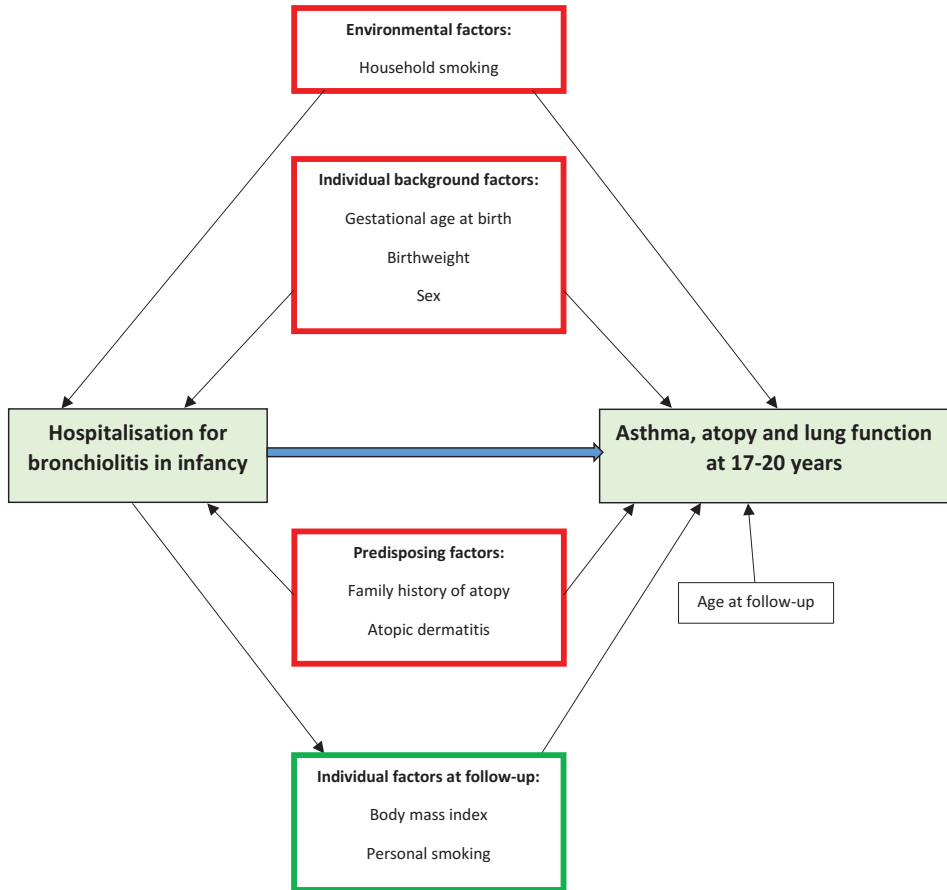 Environmental factors:
Household smoking
Individual background factors:
Gestational age at birth
Birthweight
Sex
Hospitalisation for
bronchiolitis in infancy
Asthma, atopy and lung function
at 17-20 years
Predisposing factors:
Family history of atopy
Atopic dermatitis
Age at follow-up
Individual factors at follow-up:
Body mass index
Personal smoking